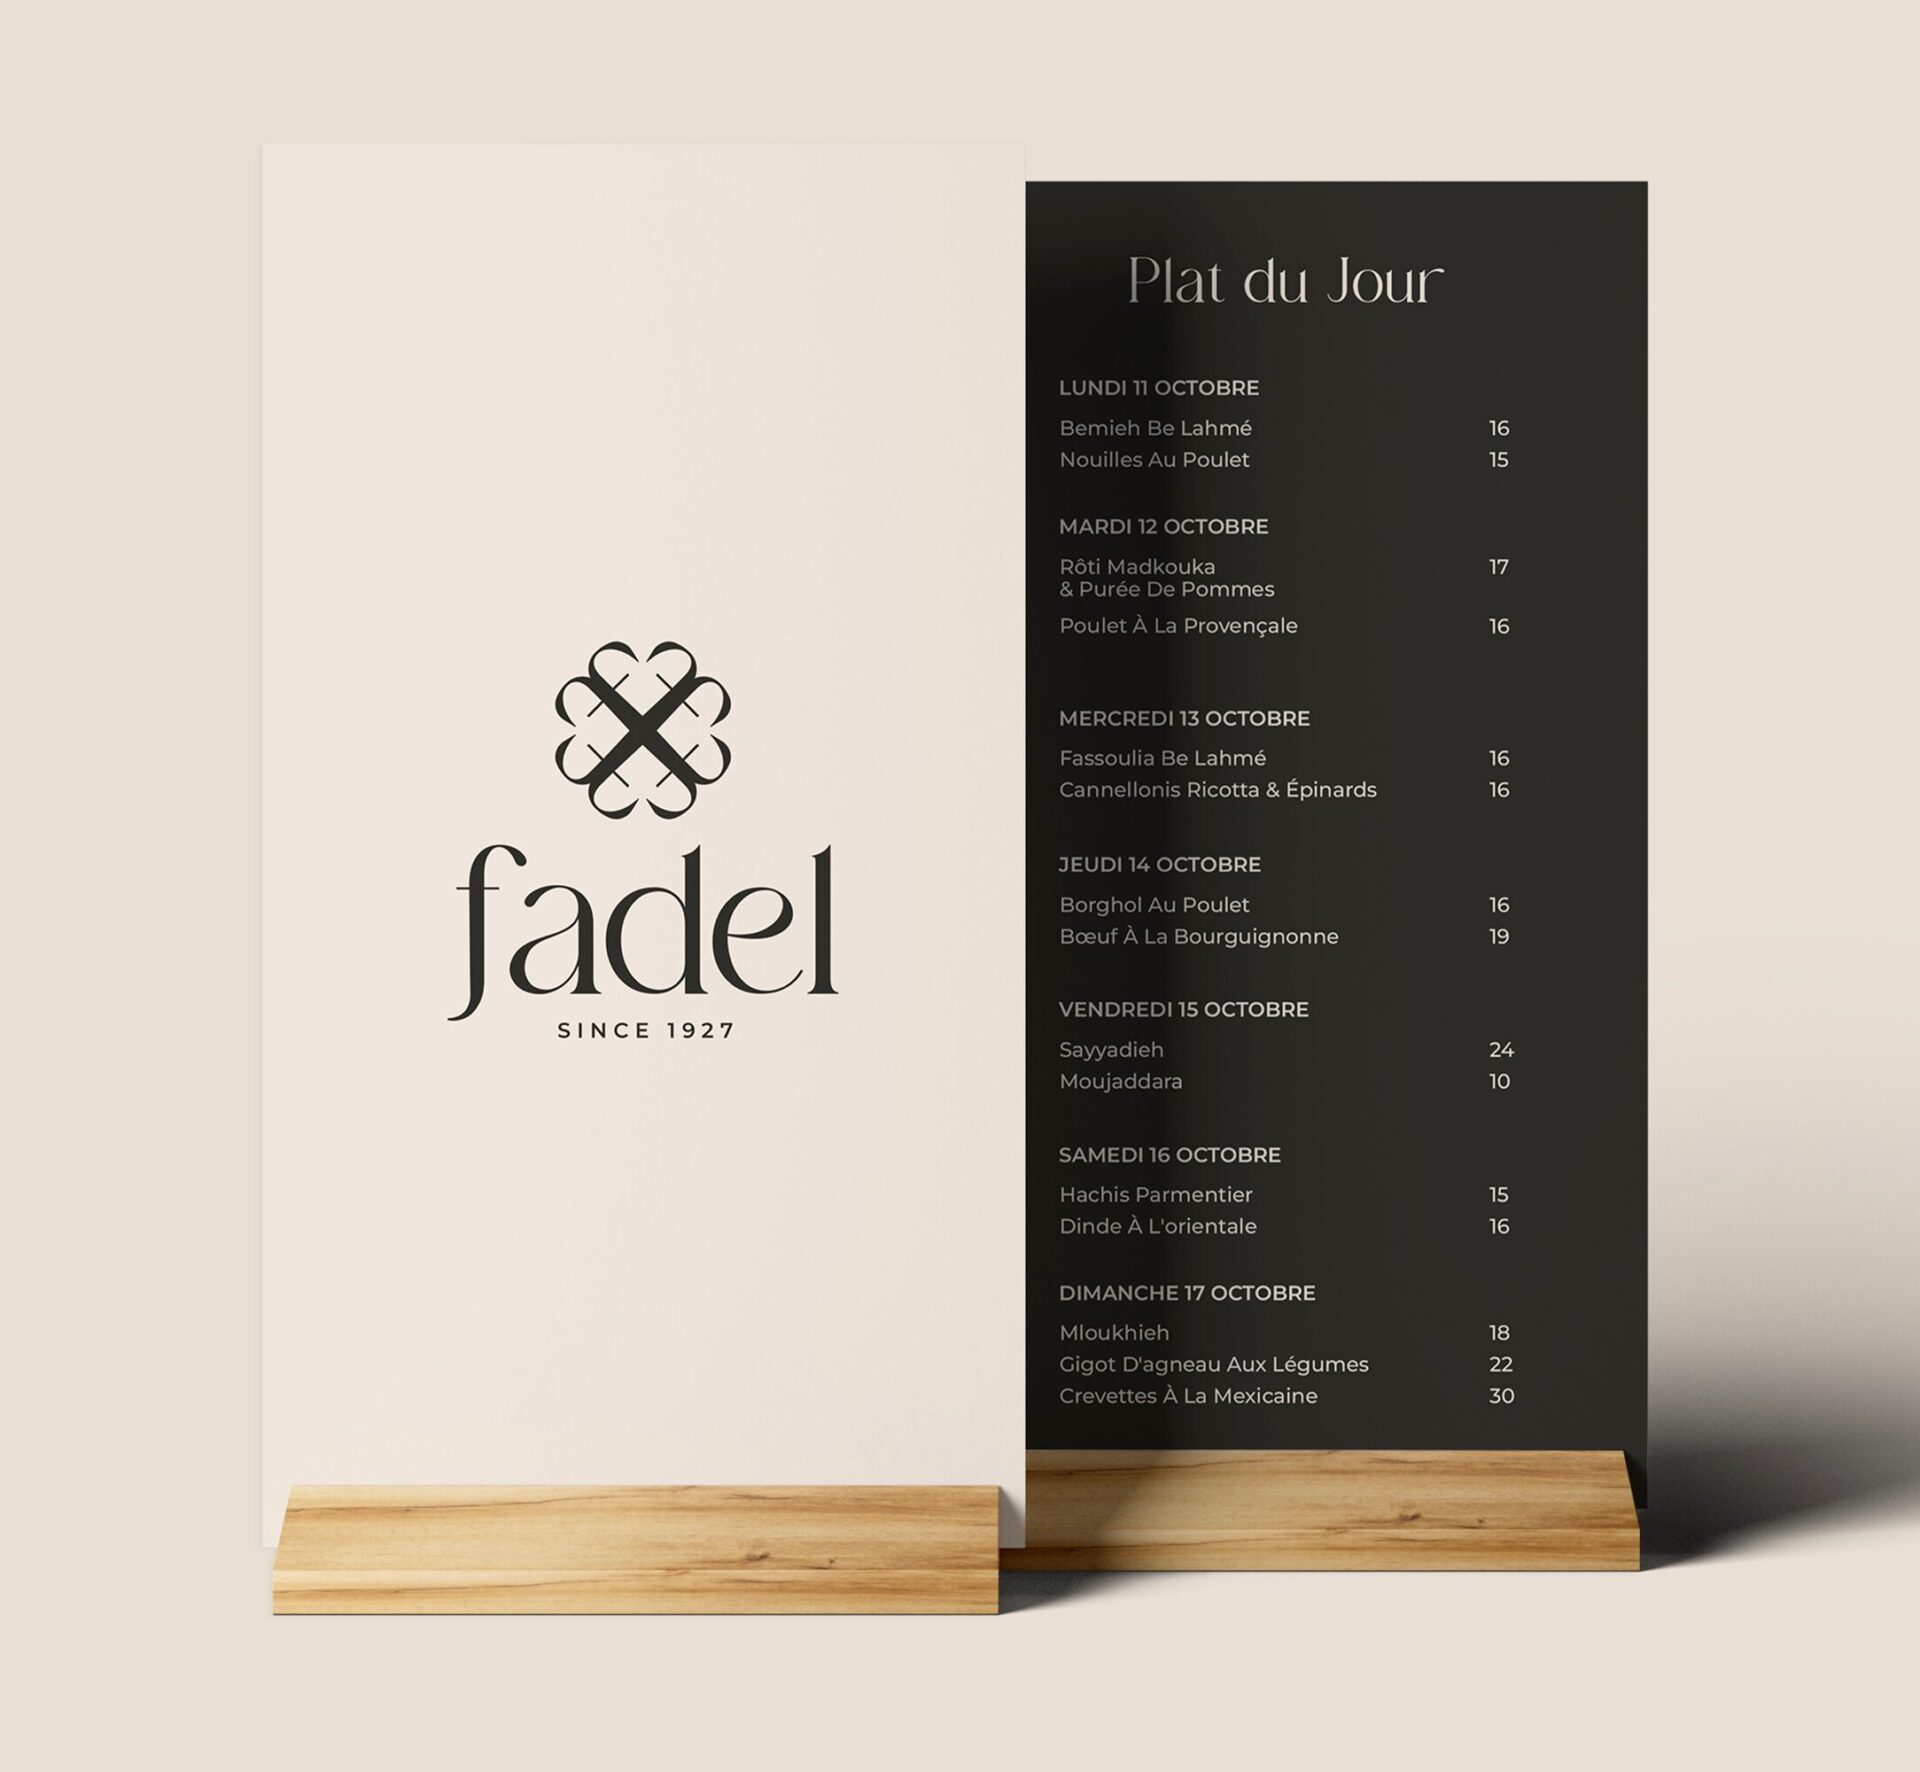 fadel
SINCE 1927
Plat du Jour
LUNDI 11 OCTOBRE
Bemieh Be Lahmé 16
Nouilles Au Poulet 15
MARDI 12 OCTOBRE
Rôti Madkouka 17
& Purée De Pommes
Poulet À La Provençale 16
MERCREDI 13 OCTOBRE
Fassoulia Be Lahmé 16
Cannellonis Ricotta & Épinards 16
JEUDI 14 OCTOBRE
Borghol Au Poulet 16
Bœuf À La Bourguignonne 19
VENDREDI 15 OCTOBRE
Sayyadieh 24
Moujaddara 10
SAMEDI 16 OCTOBRE
Hachis Parmentier 15
Dinde À L'orientale 16
DIMANCHE 17 OCTOBRE
Mloukhieh 18
Gigot D'agneau Aux Légumes 22
Crevettes À La Mexicaine 30